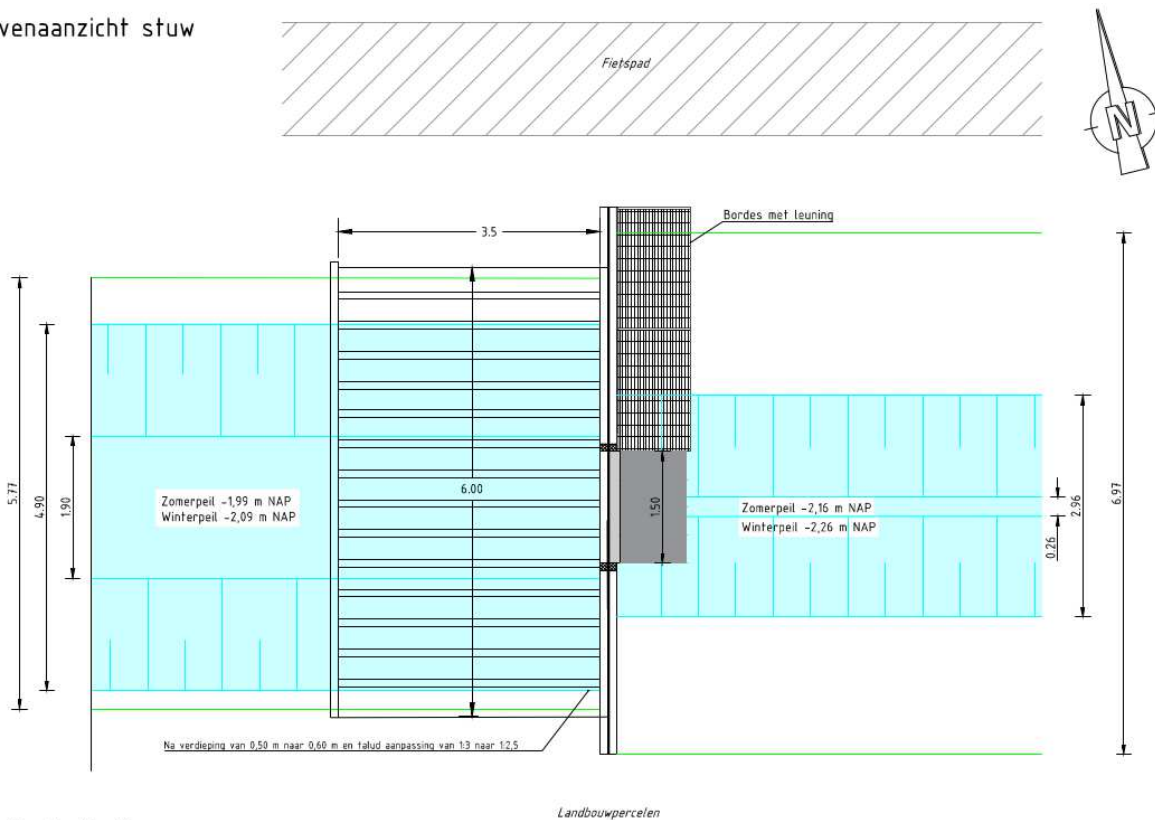 venaanzicht stuw
Fietspad
N
Bordes met leuning
3.5
5.77
4.90
1.90
6.00
1.50
Zomerpeil -1,99 m NAP
Winterpeil -2,09 m NAP
Zomerpeil -2,16 m NAP
Winterpeil -2,26 m NAP
0.26
2.96
6.97
Na verdieping van 0,50 m naar 0,60 m en talud aanpassing van 1:3 naar 1:2,5
Landbouwpercelen